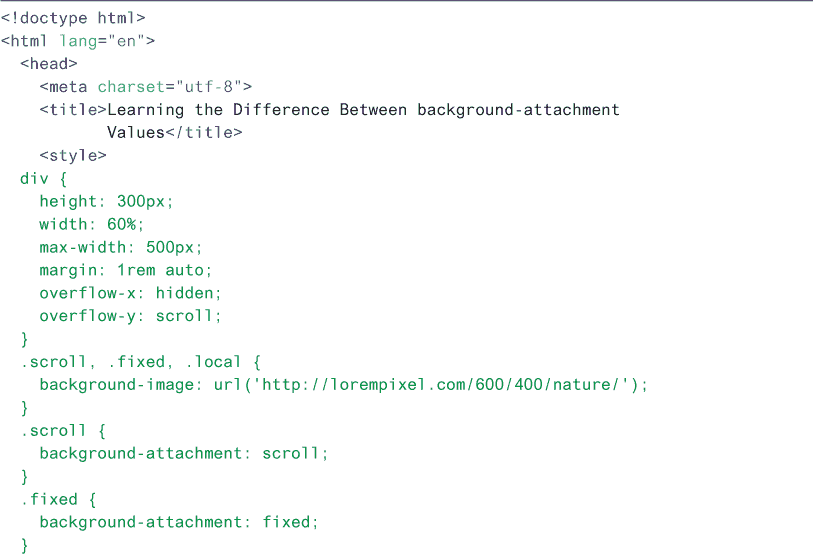 <!doctype html>
<html lang="en">
<head>
<meta charset="utf-8">
<title>Learning the Difference Between background-attachment
Values</title>
<style>
div {
height: 300px;
width: 60%;
max-width: 500px;
margin: 1rem auto;
overflow-x: hidden;
overflow-y: scroll;
}
.scroll, .fixed, .local {
background-image: url('http://lorempixel.com/600/400/nature/');
}
.scroll {
background-attachment: scroll;
}
.fixed {
background-attachment: fixed;
}